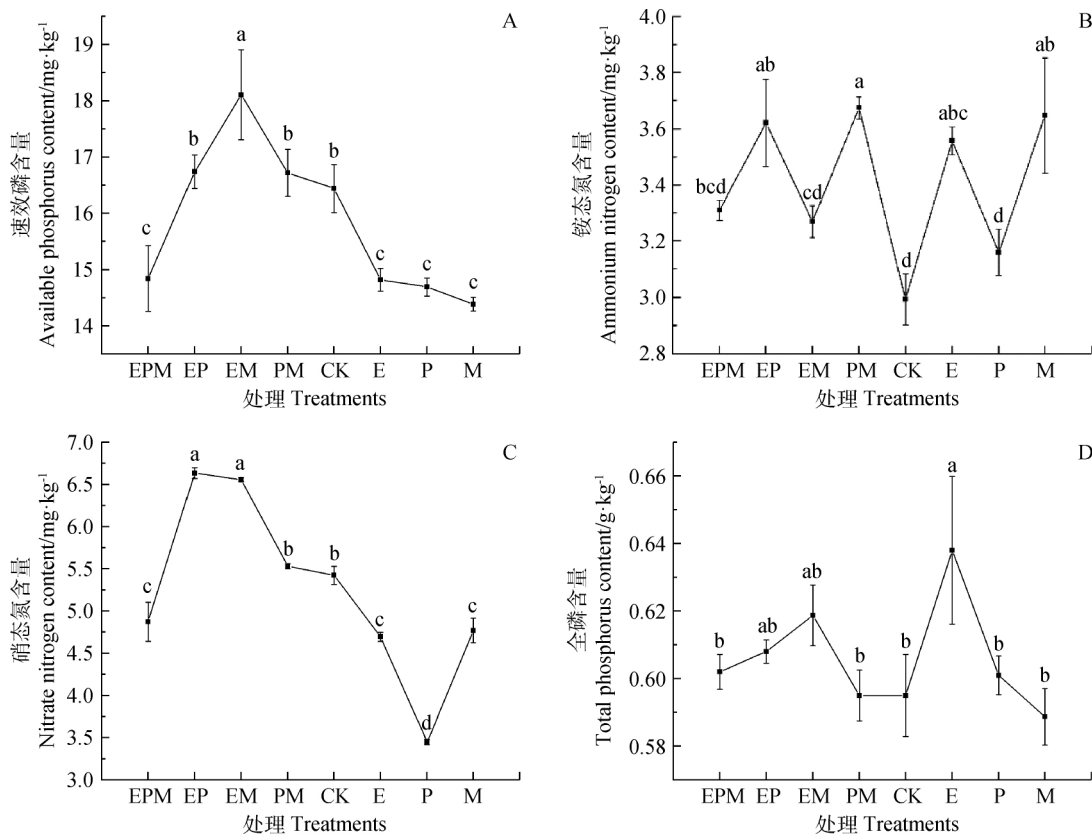 A
速效磷含量
Available phosphorus content/mg·kg⁻¹
19
18
17
16
15
14
c
b
a
b
b
c
c
c
EPM EP EM PM CK E P M
处理 Treatments
B
铵态氮含量
Ammonium nitrogen content/mg·kg⁻¹
4.0
3.8
3.6
3.4
3.2
3.0
2.8
bcd
ab
cd
a
d
abc
d
ab
EPM EP EM PM CK E P M
处理 Treatments
C
硝态氮含量
Nitrate nitrogen content/mg·kg⁻¹
7.0
6.5
6.0
5.5
5.0
4.5
4.0
3.5
3.0
c
a
a
b
b
c
d
c
EPM EP EM PM CK E P M
处理 Treatments
D
全磷含量
Total phosphorus content/g·kg⁻¹
0.66
0.64
0.62
0.60
0.58
b
ab
ab
b
b
a
b
b
EPM EP EM PM CK E P M
处理 Treatments